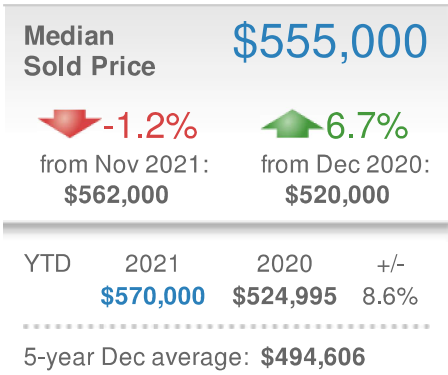 Median $555,000
Sold Price
-1.2% 6.7%
from Nov 2021: from Dec 2020:
$562,000 $520,000
YTD 2021 2020 +/-
$570,000 $524,995 8.6%
5-year Dec average: $494,606